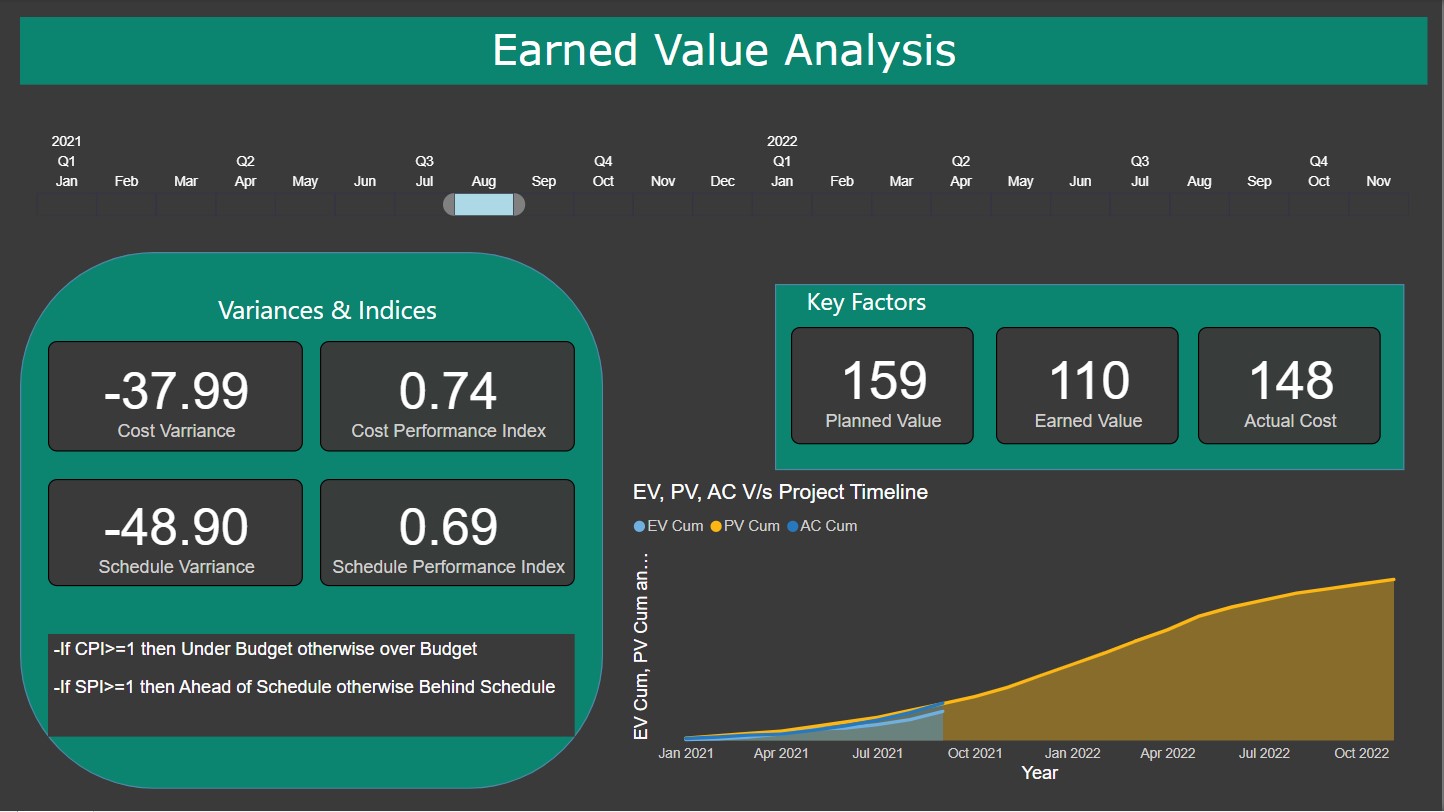 Earned Value Analysis
2021 2022
Q1 Q2 Q3 Q4 Q1 Q2 Q3 Q4
Jan Feb Mar Apr May Jun Jul Aug Sep Oct Nov Dec Jan Feb Mar Apr May Jun Jul Aug Sep Oct Nov
Variances & Indices
-37.99
Cost Varriance
0.74
Cost Performance Index
-48.90
Schedule Varriance
0.69
Schedule Performance Index
-If CPI>=1 then Under Budget otherwise over Budget
-If SPI>=1 then Ahead of Schedule otherwise Behind Schedule
Key Factors
159
Planned Value
110
Earned Value
148
Actual Cost
EV, PV, AC V/s Project Timeline
EV Cum PV Cum AC Cum
EV Cum, PV Cum an...
Jan 2021 Apr 2021 Jul 2021 Oct 2021 Jan 2022 Apr 2022 Jul 2022 Oct 2022
Year